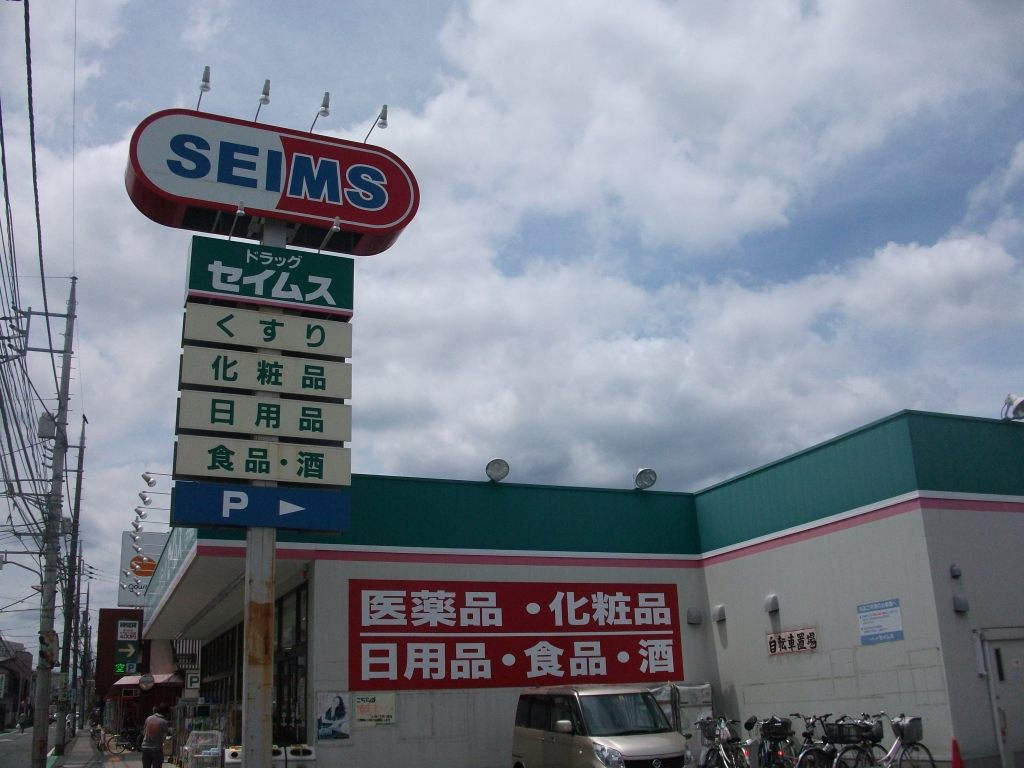 SEIMS
ドラッグ
セイムス
くすり
化粧品
日用品
食品・酒
P
医薬品・化粧品
日用品・食品・酒
自転車置場
P
空